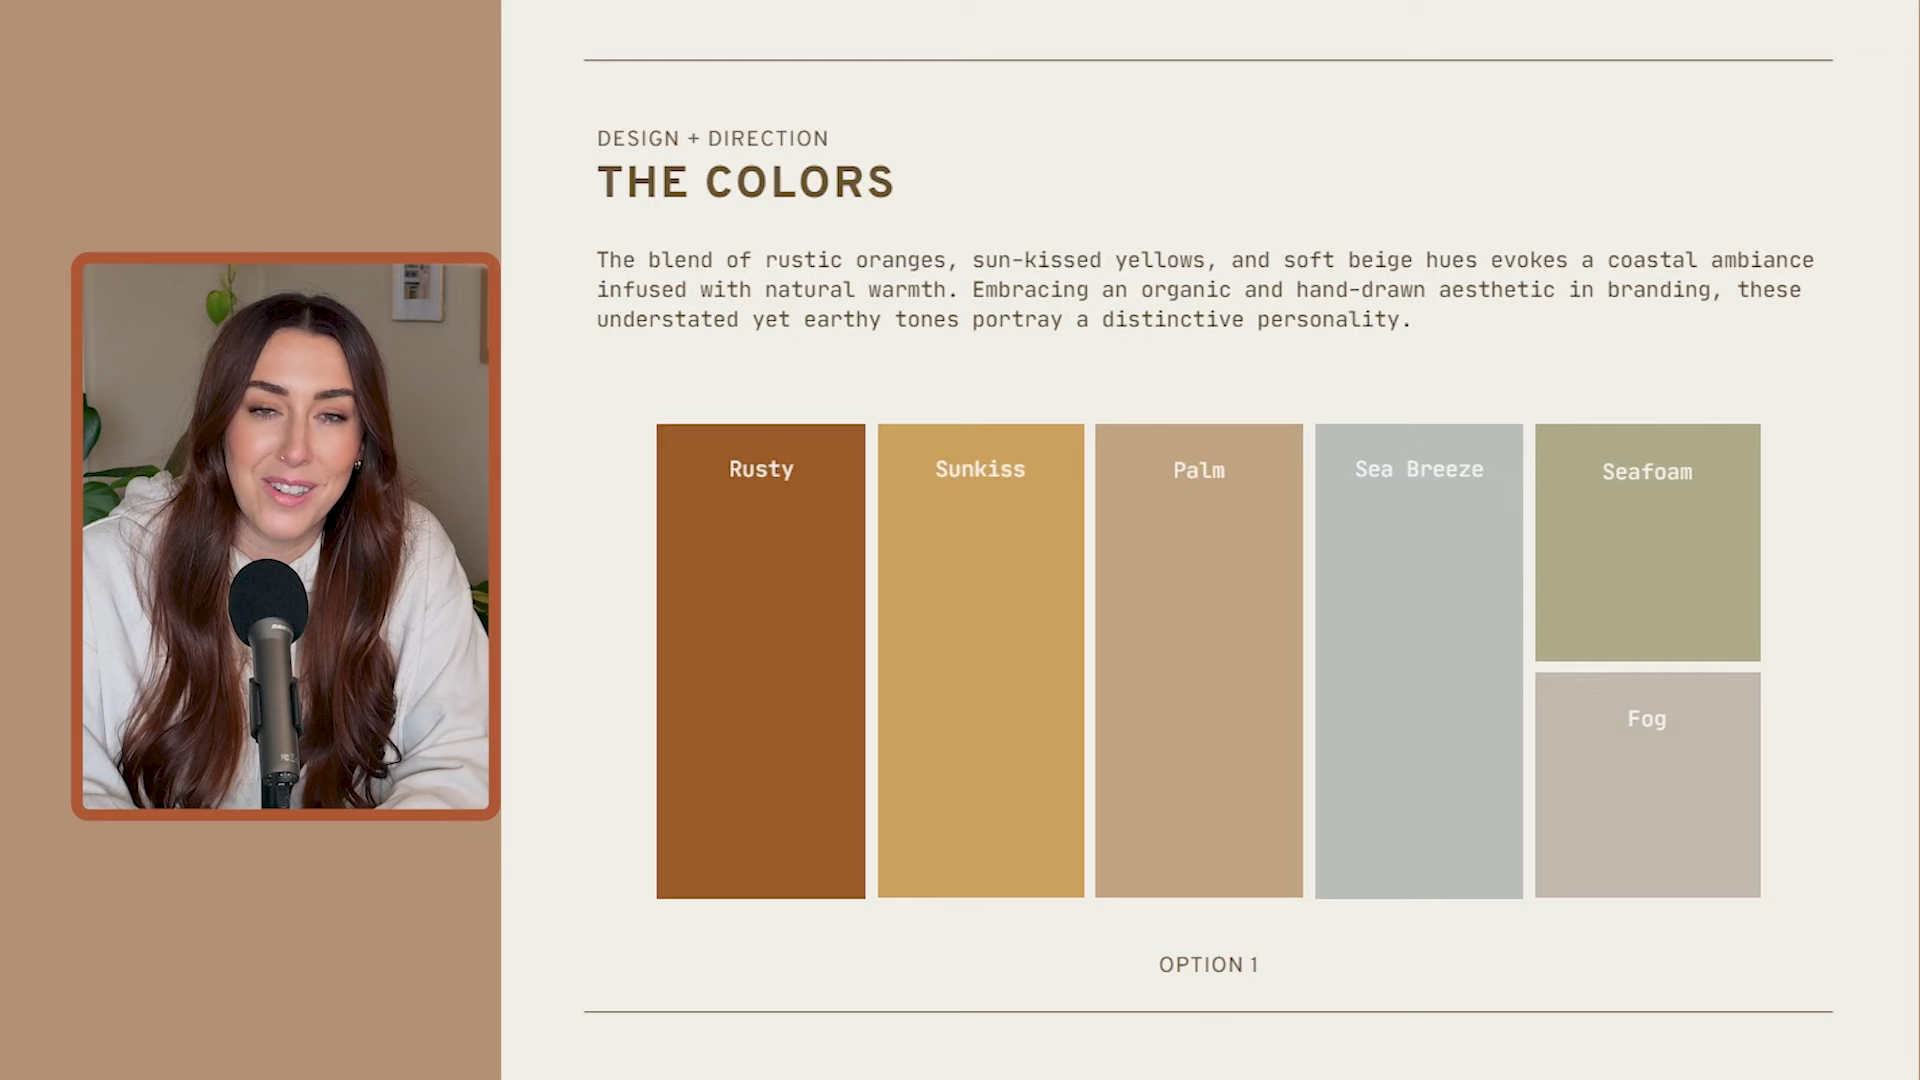 DESIGN + DIRECTION
THE COLORS
The blend of rustic oranges, sun-kissed yellows, and soft beige hues evokes a coastal ambiance
infused with natural warmth. Embracing an organic and hand-drawn aesthetic in branding, these
understated yet earthy tones portray a distinctive personality.
Rusty
Sunkiss
Palm
Sea Breeze
Seafoam
Fog
OPTION 1